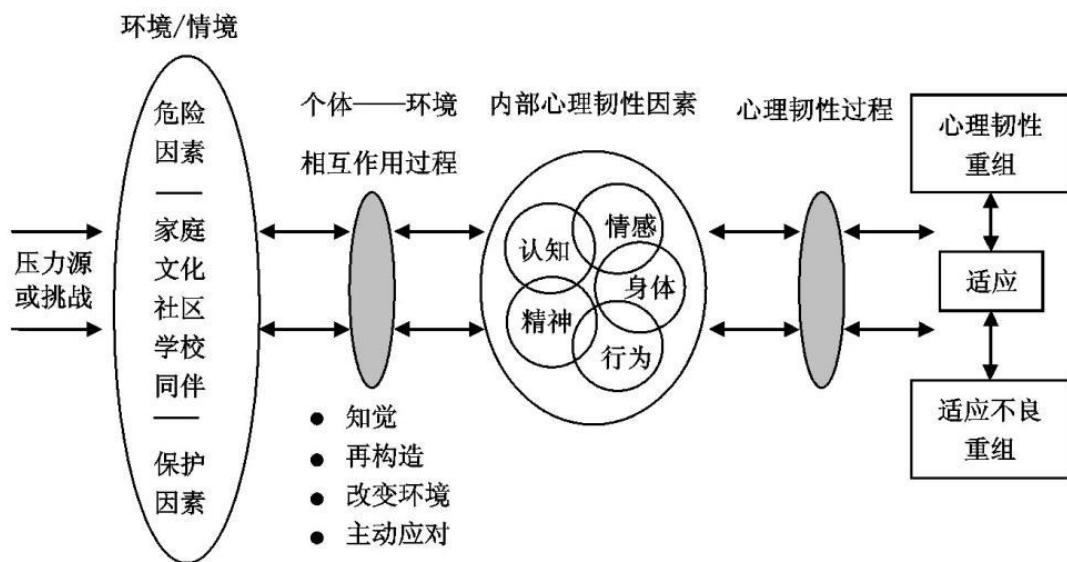 环境/情境
危险
因素
家庭
文化
社区
学校
同伴
保护
因素
压力源
或挑战
个体——环境
相互作用过程
● 知觉
● 再构造
● 改变环境
● 主动应对
内部心理韧性因素
认知
情感
身体
精神
行为
心理韧性过程
心理韧性
重组
适应
适应不良
重组